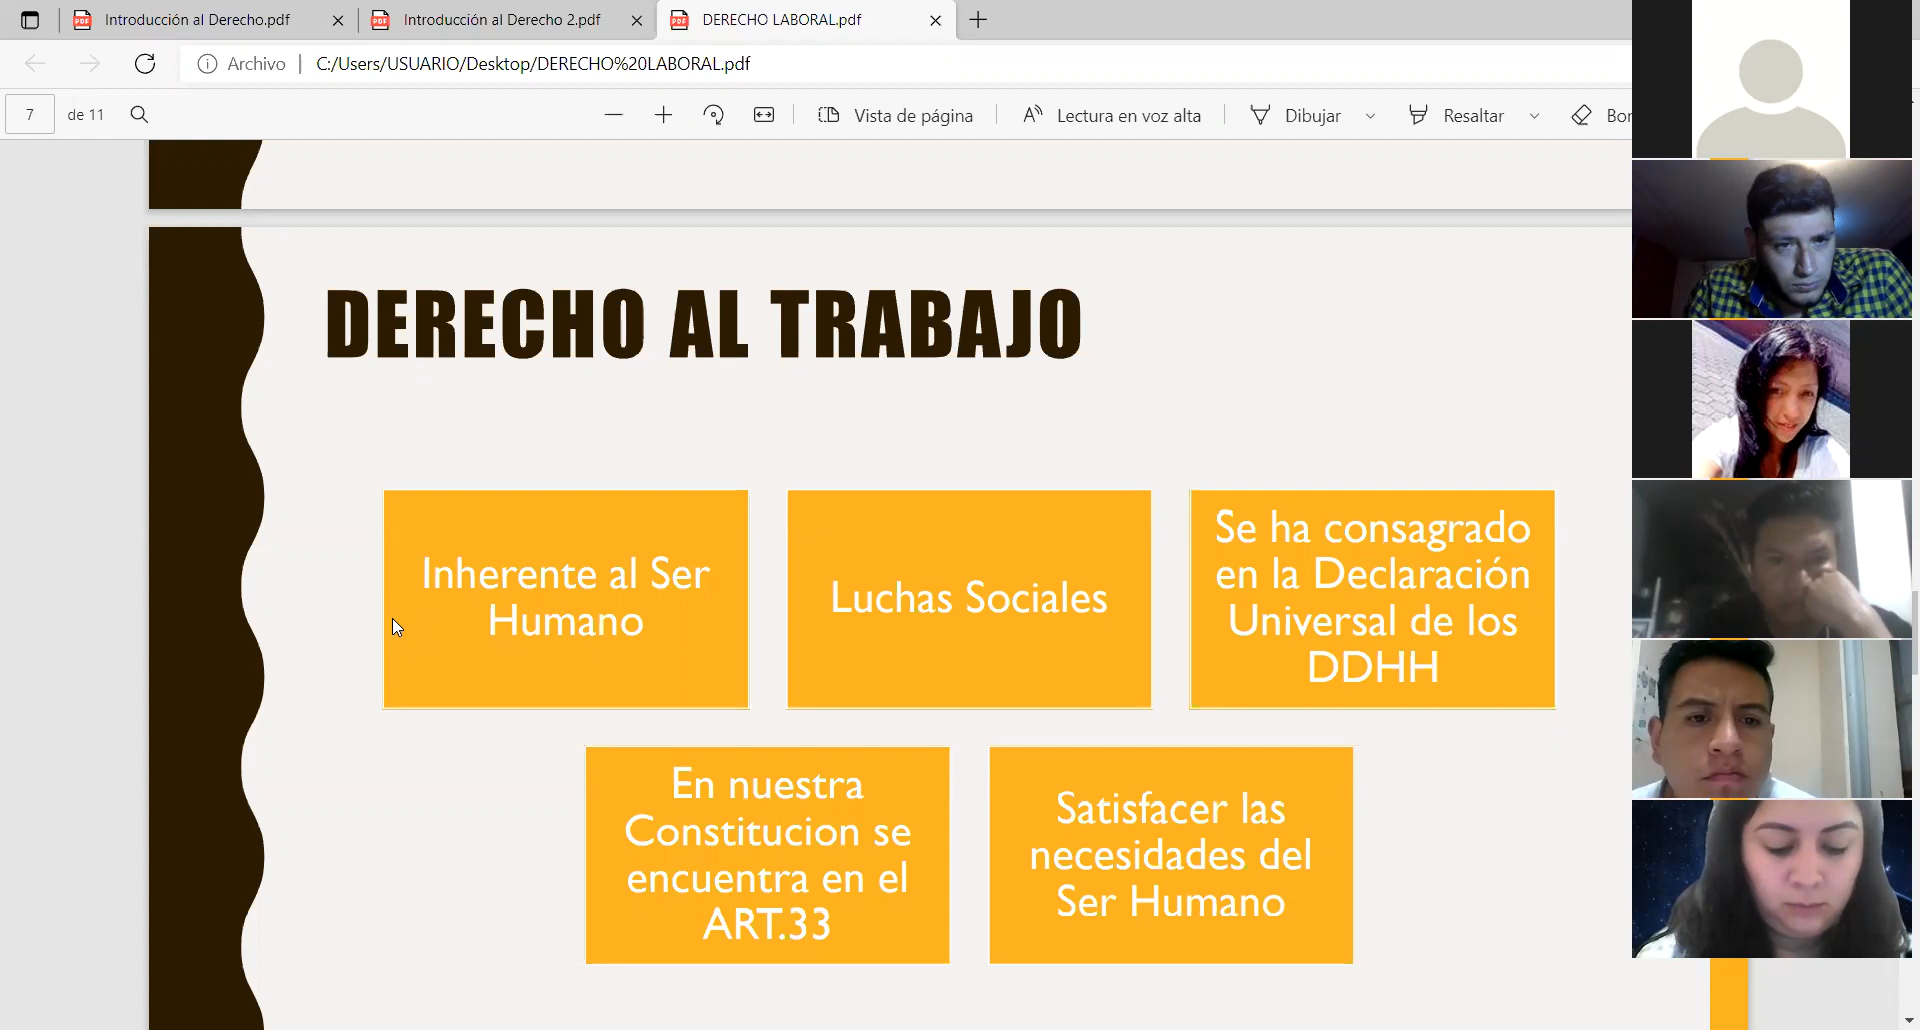 Introducción al Derecho.pdf
Introducción al Derecho 2.pdf
DERECHO LABORAL.pdf
Archivo
C:/Users/USUARIO/Desktop/DERECHO%20LABORAL.pdf
7
de 11
Vista de página
Lectura en voz alta
Dibujar
Resaltar
DERECHO AL TRABAJO
Inherente al Ser
Humano
Luchas Sociales
Se ha consagrado
en la Declaración
Universal de los
DDHH
En nuestra
Constitucion se
encuentra en el
ART.33
Satisfacer las
necesidades del
Ser Humano